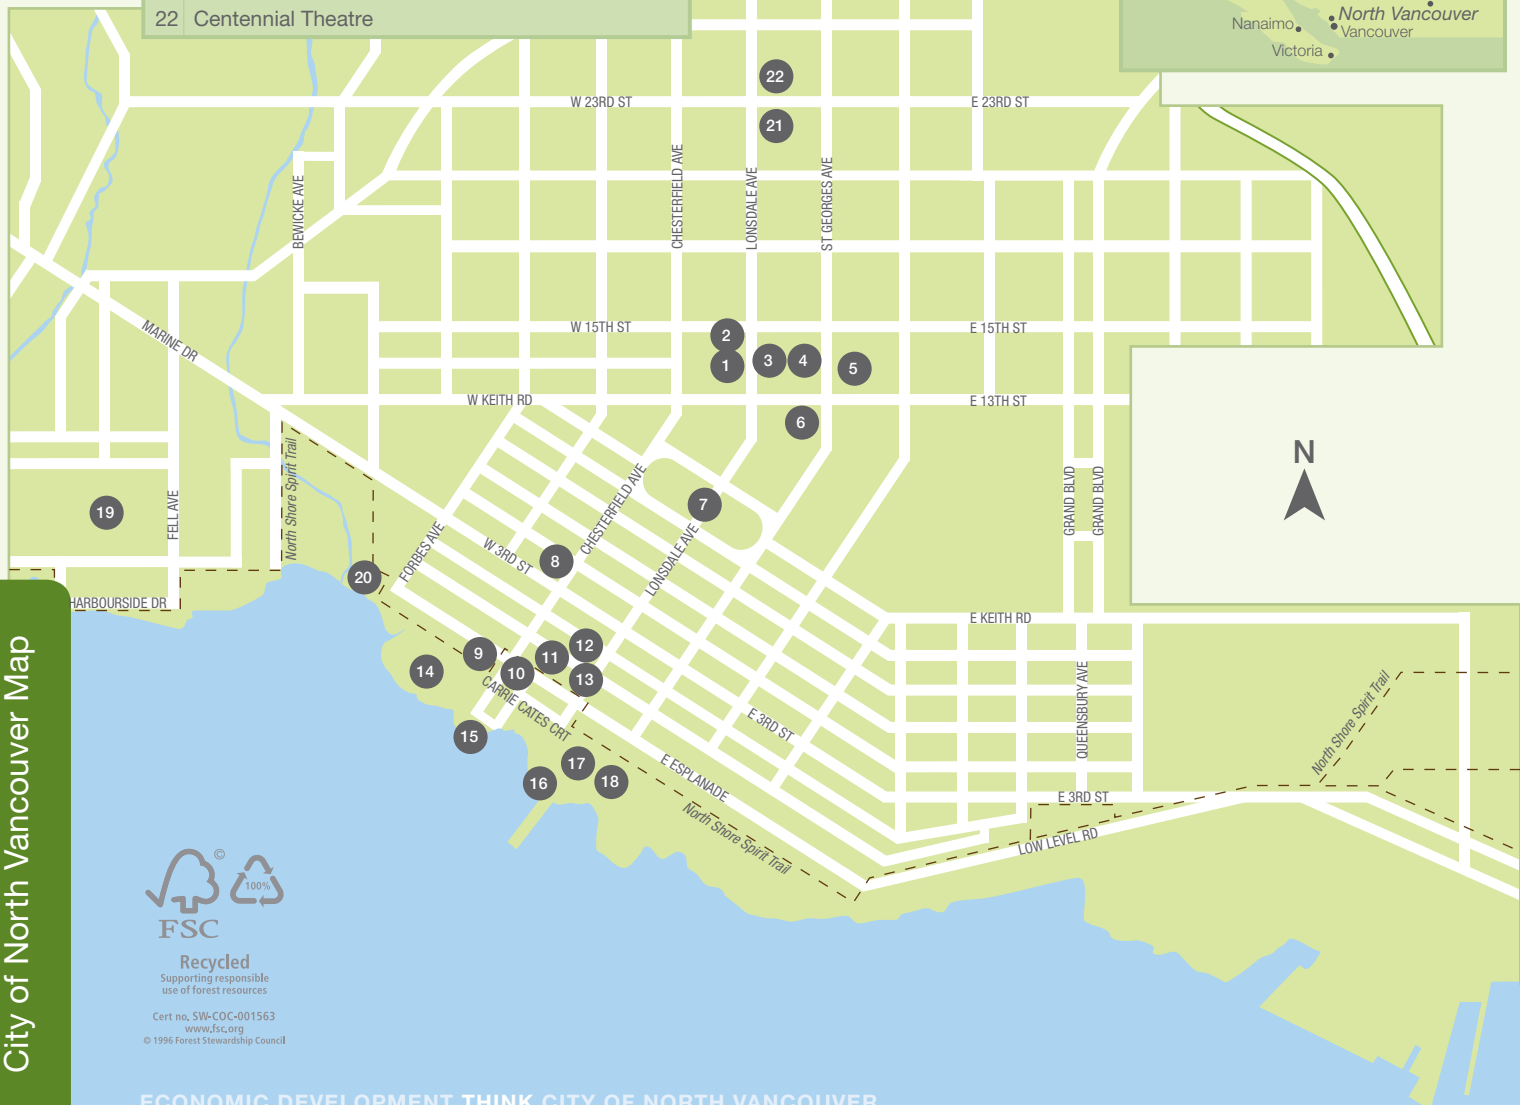 22 Centennial Theatre
North Vancouver
Nanaimo
Vancouver
Victoria
22
W 23RD ST
E 23RD ST
21
BEWICKE AVE
CHESTERFIELD AVE
LONSDALE AVE
ST GEORGES AVE
MARINE DR
W 15TH ST
E 15TH ST
2
1
3
4
5
W KEITH RD
E 13TH ST
6
N
North Shore Spirit Trail
CHESTERFIELD AVE
GRAND BLVD
GRAND BLVD
19
FELL AVE
7
FORBES AVE
W 3RD ST
8
LONSDALE AVE
20
HARBOURSIDE DR
E KEITH RD
9
10
11
12
13
14
CARRIE CATES CRT
QUEENSBURY AVE
North Shore Spirit Trail
15
E 3RD ST
16
17
18
E ESPLANADE
E 3RD ST
North Shore Spirit Trail
LOW LEVEL RD
City of North Vancouver Map
©
100%
FSC
Recycled
Supporting responsible
use of forest resources
Cert no. SW-COC-001563
www.fsc.org
© 1996 Forest Stewardship Council
ECONOMIC DEVELOPMENT THINK CITY OF NORTH VANCOUVER